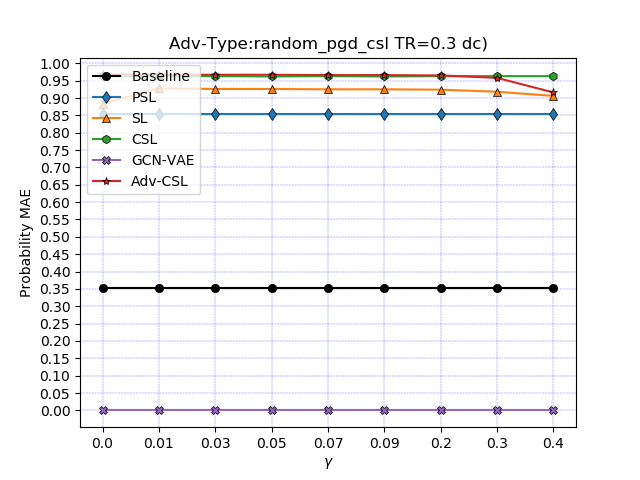 Adv-Type:random_pgd_csl TR=0.3 dc)
Probability MAE
1.00
0.95
0.90
0.85
0.80
0.75
0.70
0.65
0.60
0.55
0.50
0.45
0.40
0.35
0.30
0.25
0.20
0.15
0.10
0.05
0.00
Baseline
PSL
SL
CSL
GCN-VAE
Adv-CSL
0.0 0.01 0.03 0.05 0.07 0.09 0.2 0.3 0.4
γ